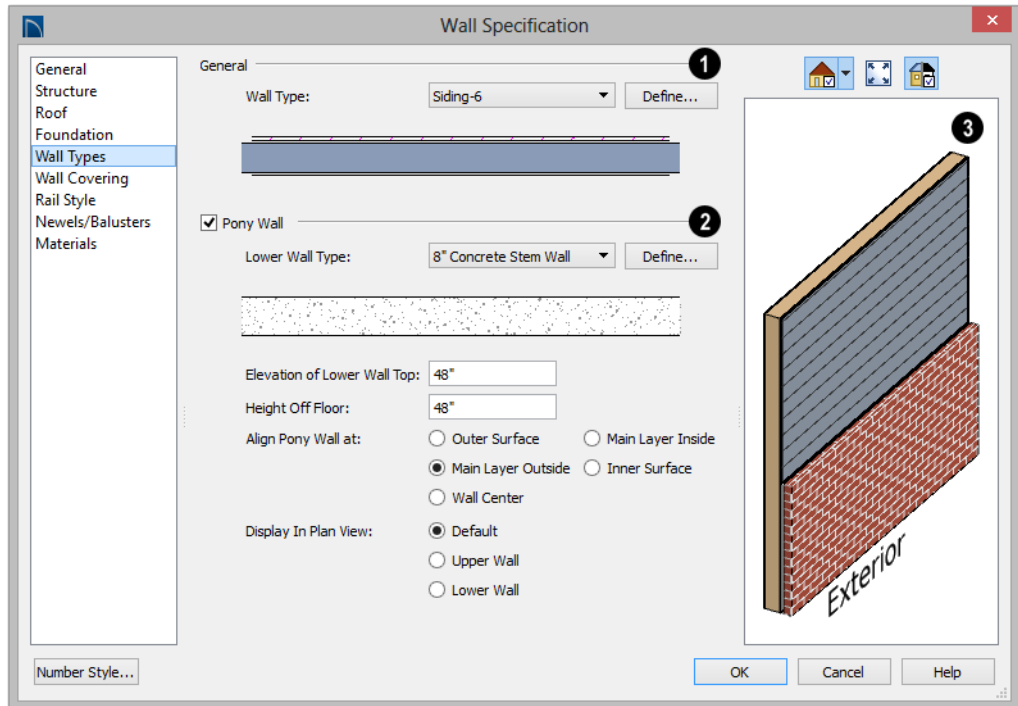 Wall Specification
General
Structure
Roof
Foundation
Wall Types
Wall Covering
Rail Style
Newels/Balusters
Materials
General
1
Wall Type:
Siding-6
Define...
Pony Wall
2
Lower Wall Type:
8" Concrete Stem Wall
Define...
Elevation of Lower Wall Top:
48"
Height Off Floor:
48"
Align Pony Wall at:
Outer Surface
Main Layer Inside
Main Layer Outside
Inner Surface
Wall Center
Display In Plan View:
Default
Upper Wall
Lower Wall
3
Exterior
Number Style...
OK
Cancel
Help